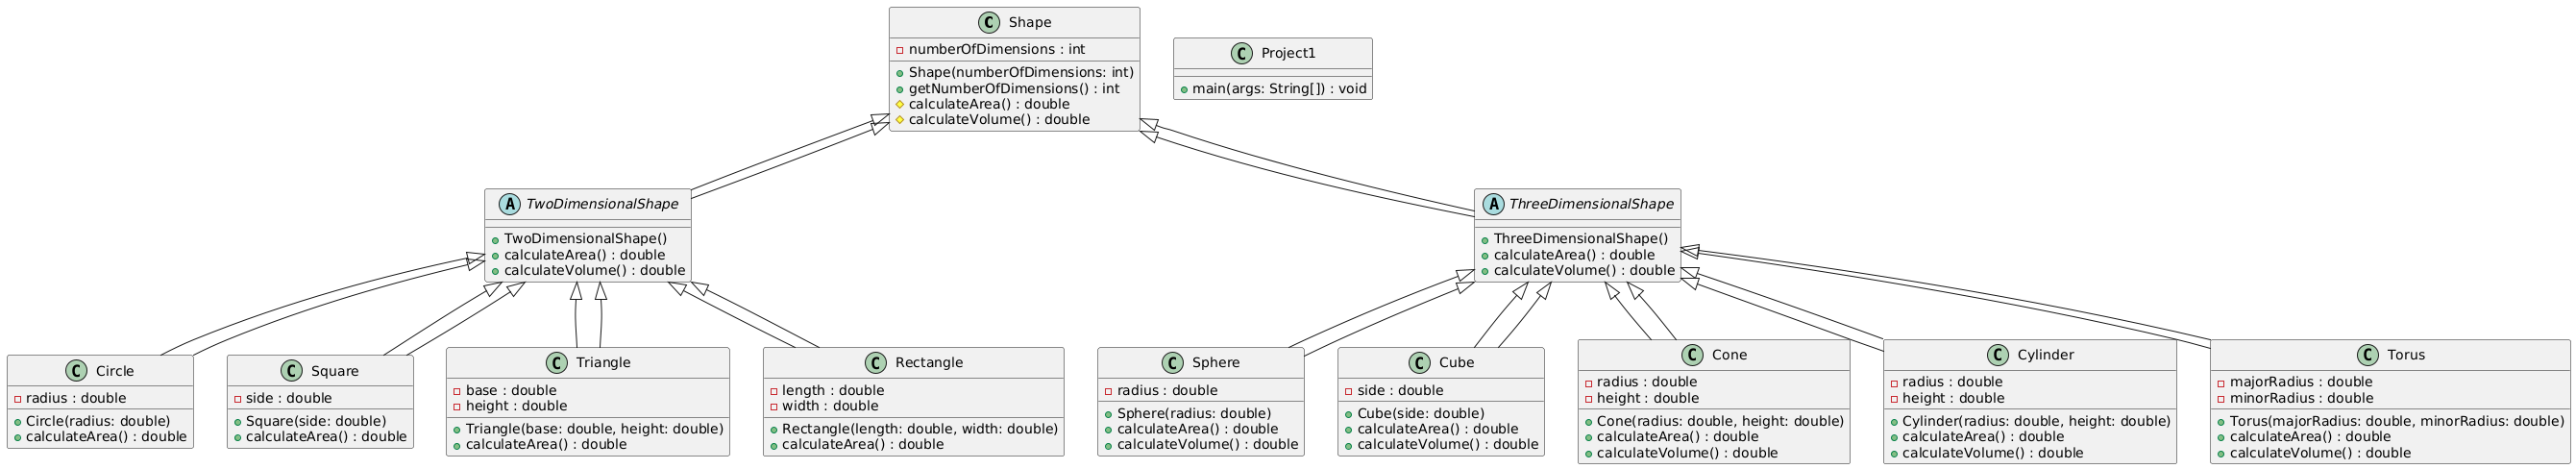 C Shape
numberOfDimensions : int
Shape(numberOfDimensions: int)
getNumberOfDimensions() : int
calculateArea() : double
calculateVolume() : double
C Project1
main(args: String[]) : void
A TwoDimensionalShape
TwoDimensionalShape()
calculateArea() : double
calculateVolume() : double
A ThreeDimensionalShape
ThreeDimensionalShape()
calculateArea() : double
calculateVolume() : double
C Circle
radius : double
Circle(radius: double)
calculateArea() : double
C Square
side : double
Square(side: double)
calculateArea() : double
C Triangle
base : double
height : double
Triangle(base: double, height: double)
calculateArea() : double
C Rectangle
length : double
width : double
Rectangle(length: double, width: double)
calculateArea() : double
C Sphere
radius : double
Sphere(radius: double)
calculateArea() : double
calculateVolume() : double
C Cube
side : double
Cube(side: double)
calculateArea() : double
calculateVolume() : double
C Cone
radius : double
height : double
Cone(radius: double, height: double)
calculateArea() : double
calculateVolume() : double
C Cylinder
radius : double
height : double
Cylinder(radius: double, height: double)
calculateArea() : double
calculateVolume() : double
C Torus
majorRadius : double
minorRadius : double
Torus(majorRadius: double, minorRadius: double)
calculateArea() : double
calculateVolume() : double